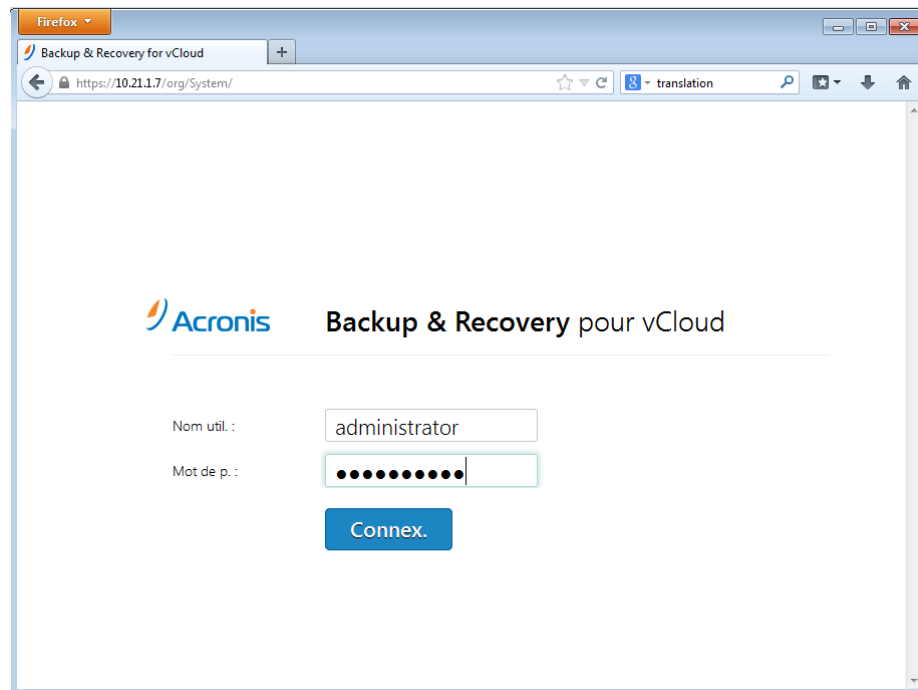 Firefox
Backup & Recovery for vCloud
https://10.21.1.7/org/System/
translation
Acronis
Backup & Recovery pour vCloud
Nom util. :
administrator
Mot de p. :
Connex.